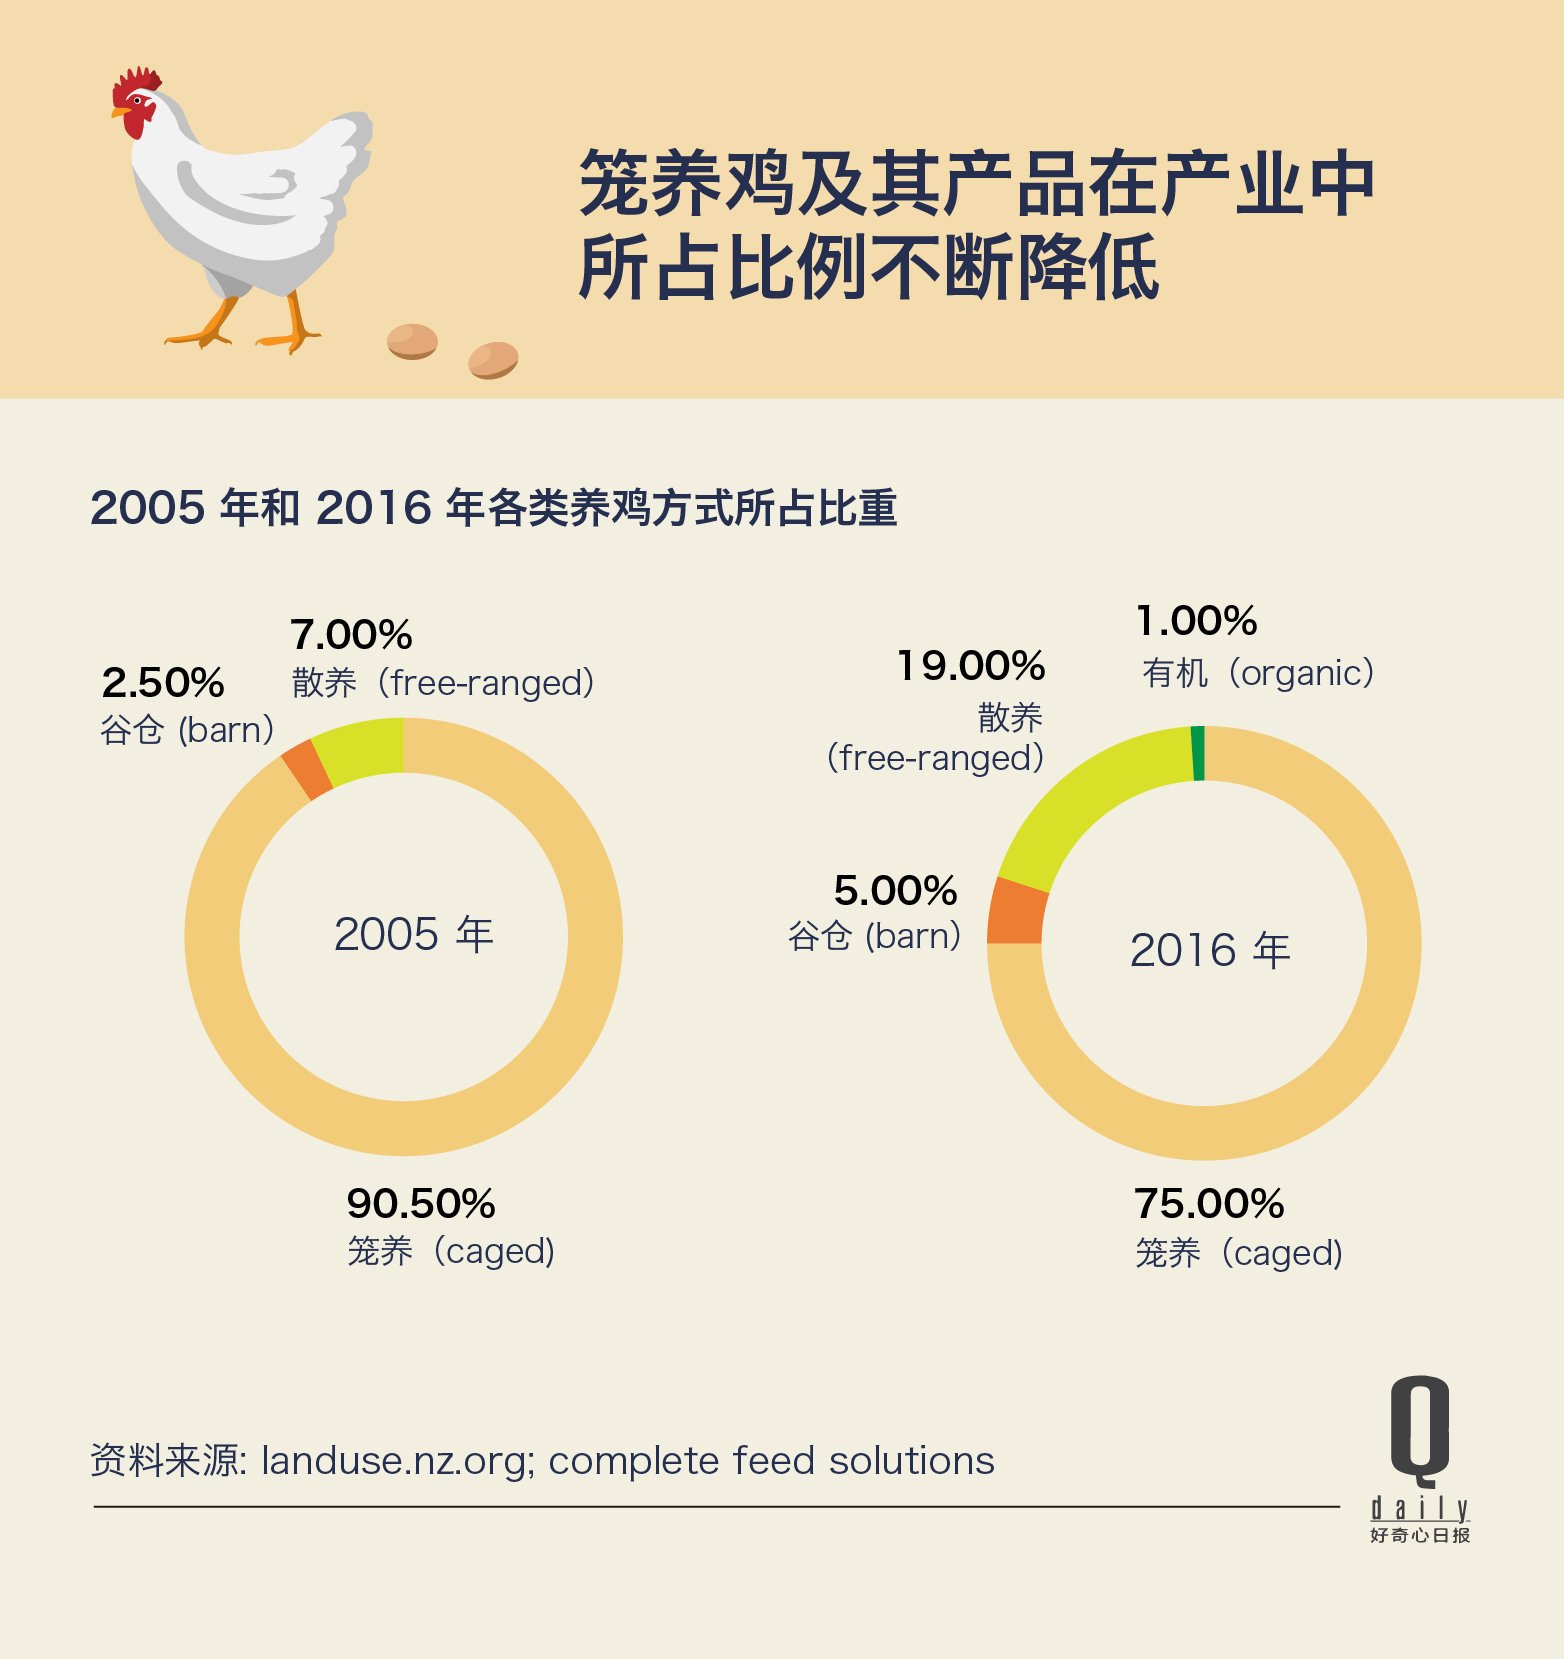 笼养鸡及其产品在产业中
所占比例不断降低
2005 年和 2016 年各类养鸡方式所占比重
7.00%
散养（free-ranged）
2.50%
谷仓 (barn）
2005 年
90.50%
笼养（caged)
1.00%
有机（organic）
19.00%
散养
（free-ranged）
5.00%
谷仓 (barn）
2016 年
75.00%
笼养（caged)
资料来源: landuse.nz.org; complete feed solutions
Q
daily
好奇心日报